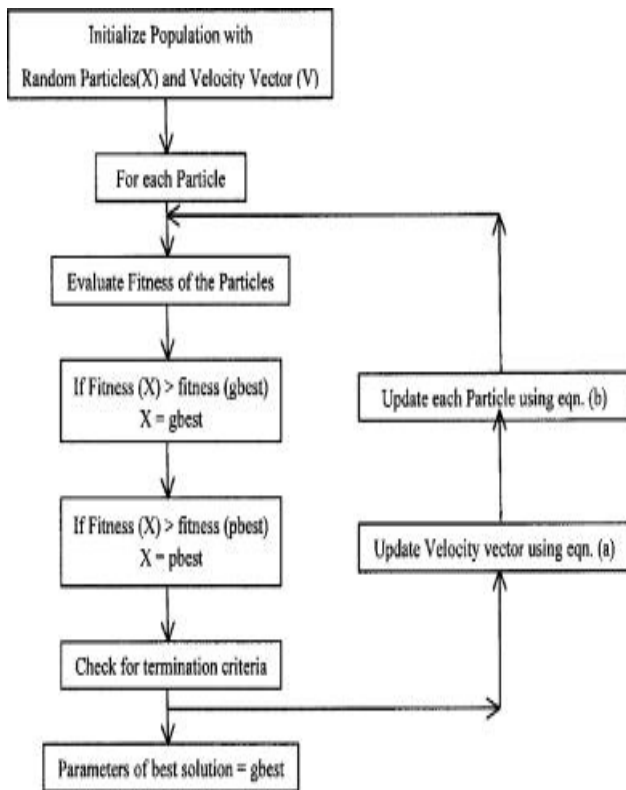 Initialize Population with
Random Particles(X) and Velocity Vector (V)
For each Particle
Evaluate Fitness of the Particles
If Fitness (X) > fitness (gbest)
X = gbest
If Fitness (X) > fitness (pbest)
X = pbest
Check for termination criteria
Parameters of best solution = gbest
Update each Particle using eqn. (b)
Update Velocity vector using eqn. (a)